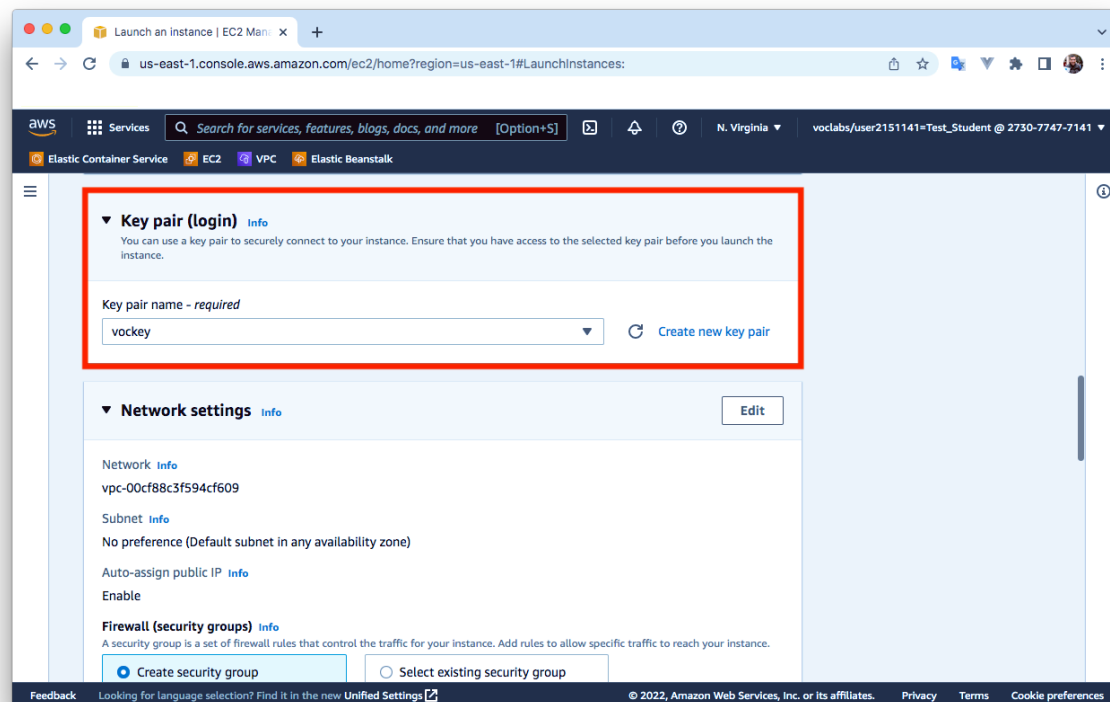 Launch an instance | EC2 Mana
us-east-1.console.aws.amazon.com/ec2/home?region=us-east-1#LaunchInstances:
aws Services Search for services, features, blogs, docs, and more [Option+S] N. Virginia voclabs/user2151141=Test_Student @ 2730-7747-7141
Elastic Container Service EC2 VPC Elastic Beanstalk
Key pair (login) Info
You can use a key pair to securely connect to your instance. Ensure that you have access to the selected key pair before you launch the
instance.
Key pair name - required
vockey Create new key pair
Network settings Info Edit
Network Info
vpc-00cf88c3f594cf609
Subnet Info
No preference (Default subnet in any availability zone)
Auto-assign public IP Info
Enable
Firewall (security groups) Info
A security group is a set of firewall rules that control the traffic for your instance. Add rules to allow specific traffic to reach your instance.
Create security group Select existing security group
Feedback Looking for language selection? Find it in the new Unified Settings © 2022, Amazon Web Services, Inc. or its affiliates. Privacy Terms Cookie preferences